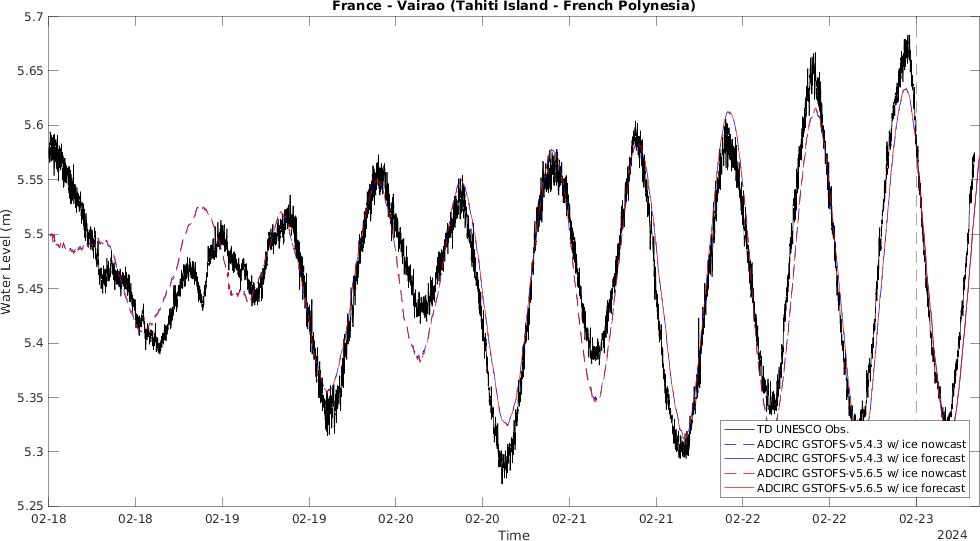 France - Vairao (Tahiti Island - French Polynesia)
5.7
5.65
5.6
5.55
5.5
5.45
5.4
5.35
5.3
5.25
Water Level (m)
TD UNESCO Obs.
ADCIRC GSTOFS-v5.4.3 w/ ice nowcast
ADCIRC GSTOFS-v5.4.3 w/ ice forecast
ADCIRC GSTOFS-v5.6.5 w/ ice nowcast
ADCIRC GSTOFS-v5.6.5 w/ ice forecast
02-18 02-18 02-19 02-19 02-20 02-20 02-21 02-21 02-22 02-22 02-23
Time
2024